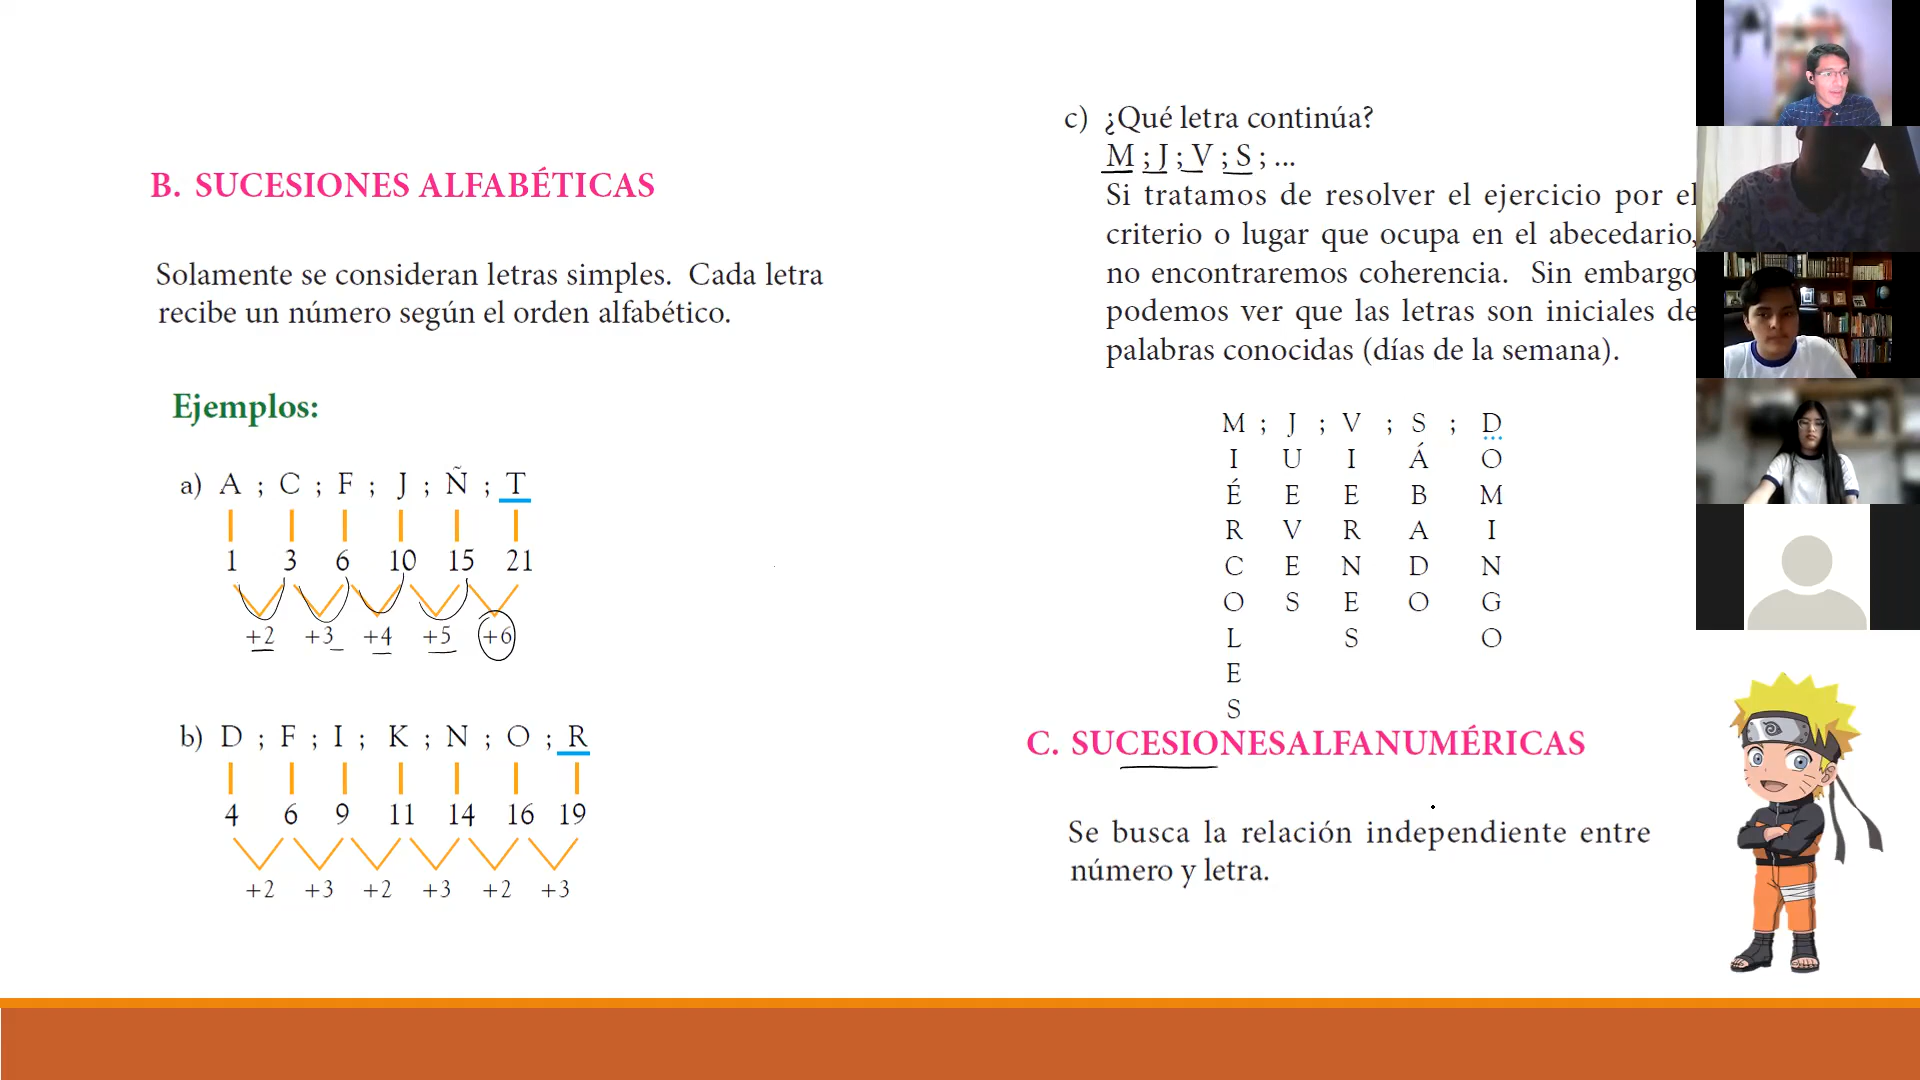 B. SUCESIONES ALFABÉTICAS
Solamente se consideran letras simples. Cada letra
recibe un número según el orden alfabético.
Ejemplos:
a) A ; C ; F ; J ; Ñ ; T
1 3 6 10 15 21
+2 +3 +4 +5 +6
b) D ; F ; I ; K ; N ; O ; R
4 6 9 11 14 16 19
+2 +3 +2 +3 +2 +3
c) ¿Qué letra continúa?
M ; J ; V ; S ; ...
Si tratamos de resolver el ejercicio por el
criterio o lugar que ocupa en el abecedario,
no encontraremos coherencia. Sin embargo
podemos ver que las letras son iniciales de
palabras conocidas (días de la semana).
M ; J ; V ; S ; D
I U I Á O
É E E B M
R V R A I
C E N D N
O S E O G
L S O
E
S
C. SUCESIONESALFANUMÉRICAS
Se busca la relación independiente entre
número y letra.